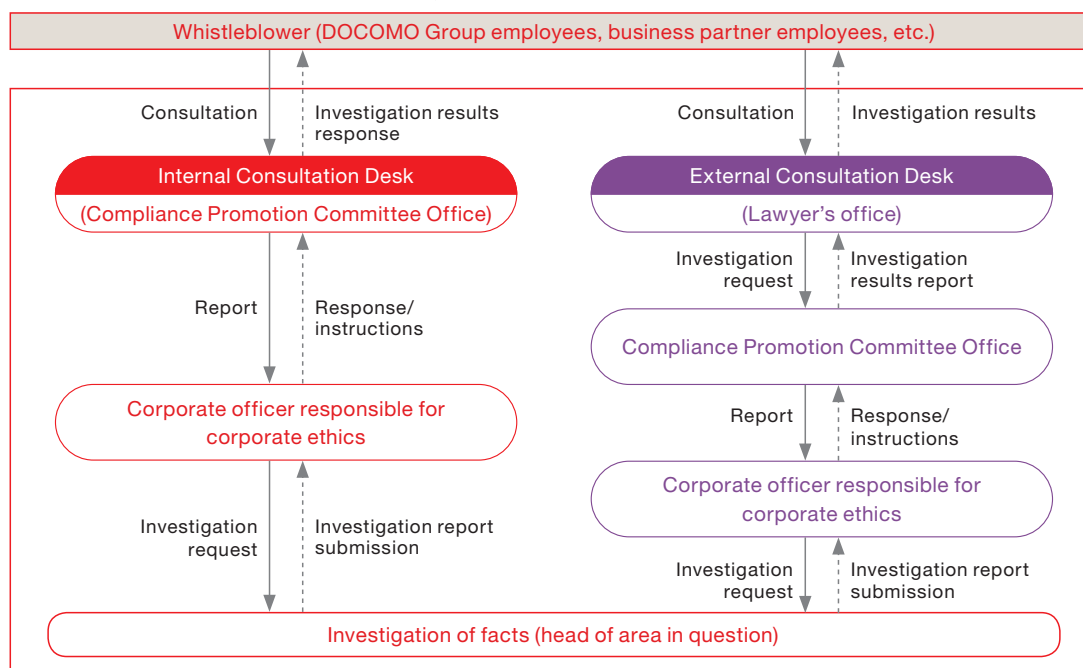 Whistleblower (DOCOMO Group employees, business partner employees, etc.)
Consultation
Investigation results
response
Internal Consultation Desk
(Compliance Promotion Committee Office)
Report
Response/
instructions
Corporate officer responsible for
corporate ethics
Investigation
request
Investigation report
submission
Consultation
Investigation results
External Consultation Desk
(Lawyer's office)
Investigation
request
Investigation
results report
Compliance Promotion Committee Office
Report
Response/
instructions
Corporate officer responsible for
corporate ethics
Investigation
request
Investigation report
submission
Investigation of facts (head of area in question)